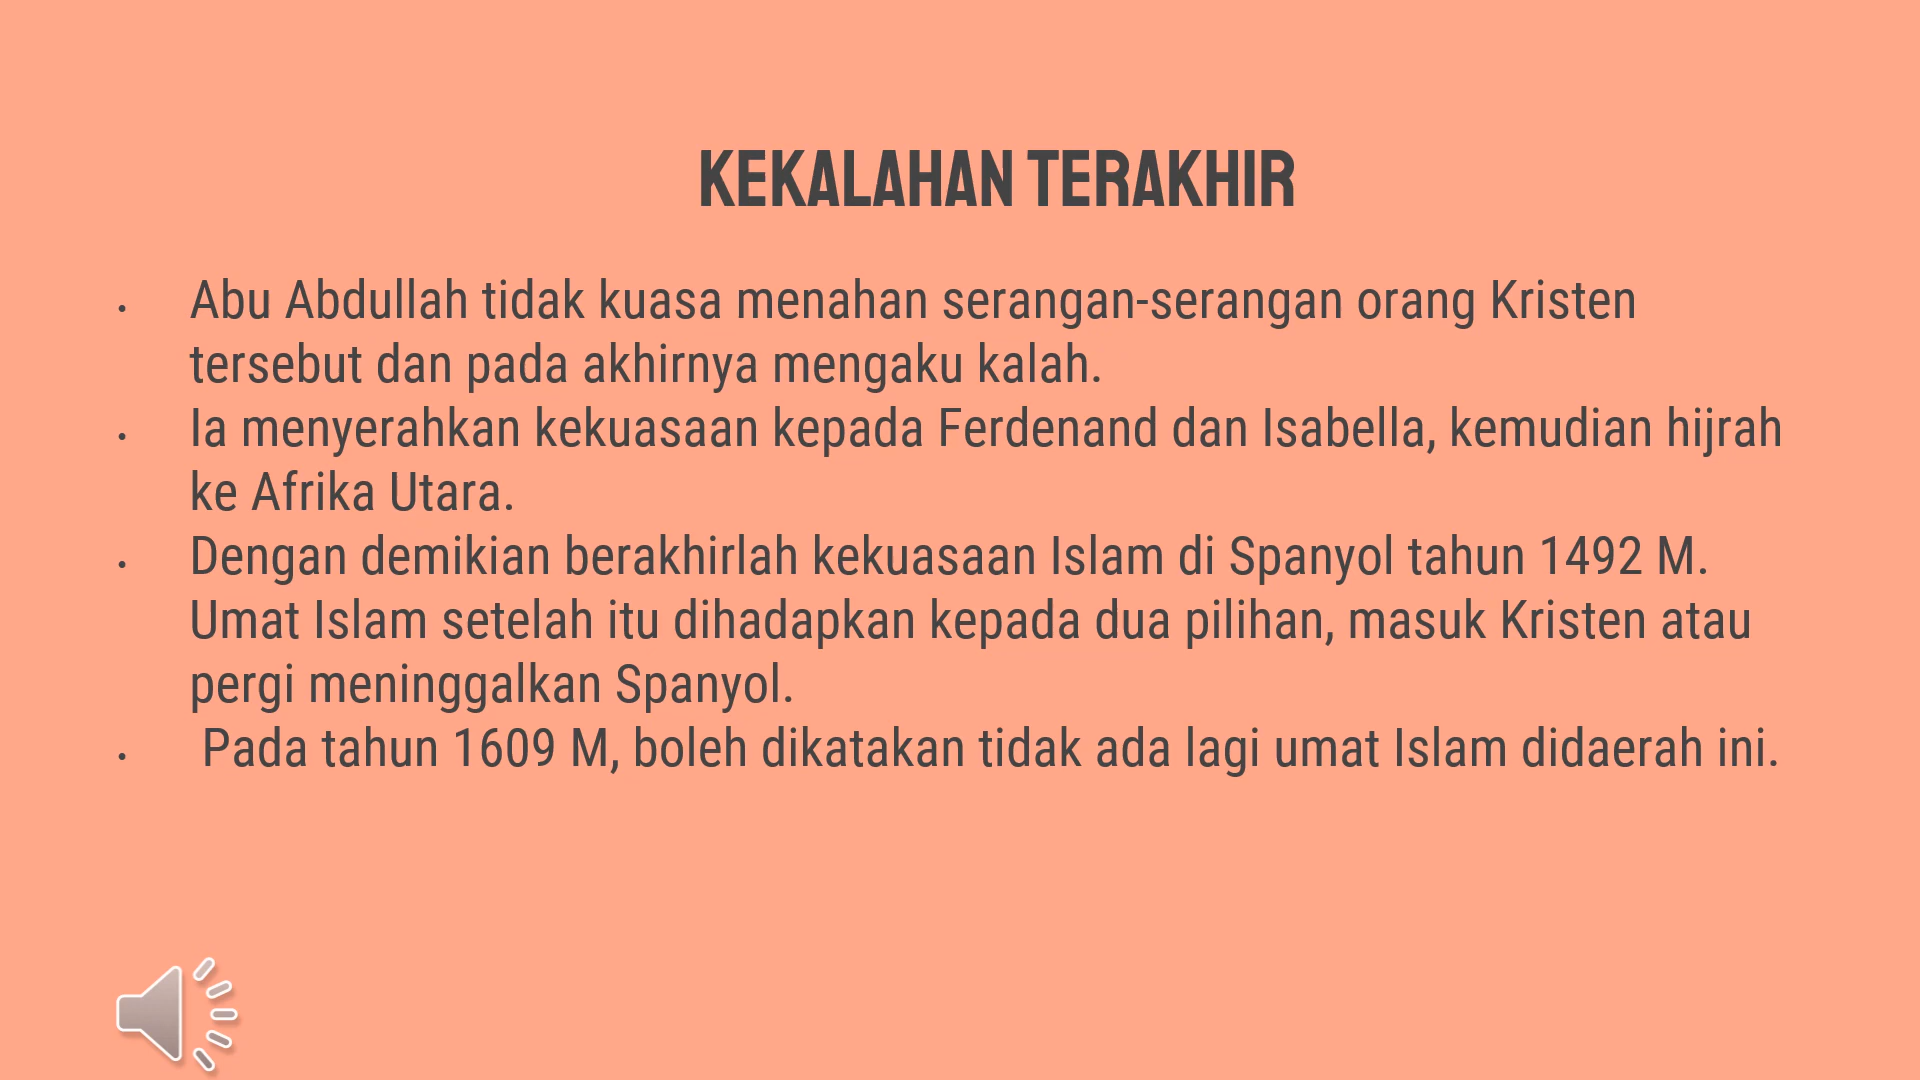 KEKALAHAN TERAKHIR
• Abu Abdullah tidak kuasa menahan serangan-serangan orang Kristen
tersebut dan pada akhirnya mengaku kalah.
• Ia menyerahkan kekuasaan kepada Ferdenand dan Isabella, kemudian hijrah
ke Afrika Utara.
• Dengan demikian berakhirlah kekuasaan Islam di Spanyol tahun 1492 M.
Umat Islam setelah itu dihadapkan kepada dua pilihan, masuk Kristen atau
pergi meninggalkan Spanyol.
• Pada tahun 1609 M, boleh dikatakan tidak ada lagi umat Islam didaerah ini.